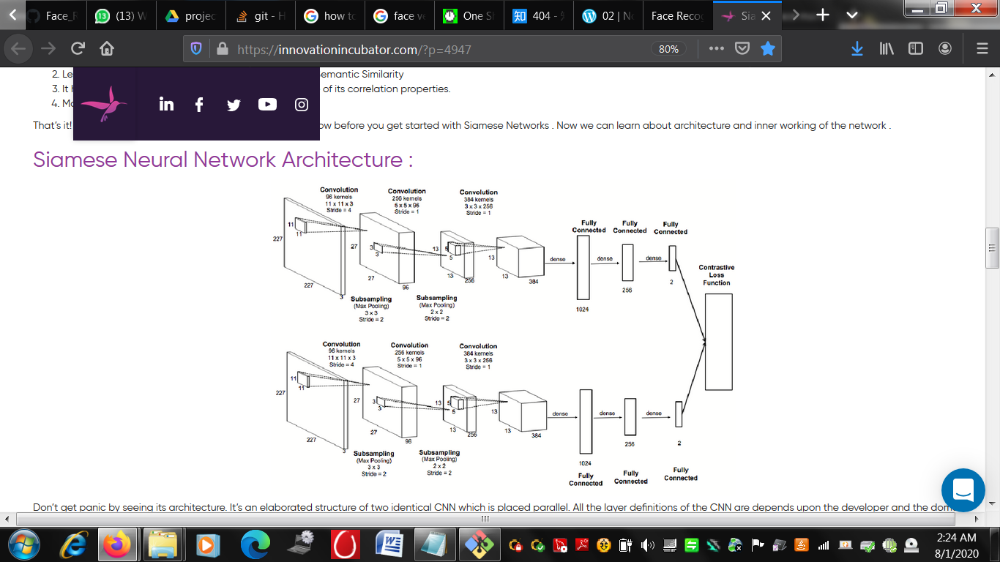 Face_R
(13) W
projec
git - H
how to
face ve
One Sh
404 - 知
02 | No
Face Reco
Sia
https://innovationincubator.com/?p=4947
80%
2. Le
emantic Similarity
3. It h
of its correlation properties.
4. Mo
That's it!
ow before you get started with Siamese Networks . Now we can learn about architecture and inner working of the network .
Siamese Neural Network Architecture :
Convolution
96 kernels
11 x 11 x 3
Stride = 4
Convolution
256 kernels
5 x 5 x 96
Stride = 1
Convolution
384 kernels
3 x 3 x 256
Stride = 1
11
11
227
227
3
27
3
3
27
96
13
5
5
13
256
13
13
384
dense
Fully
Connected
1024
dense
Fully
Connected
256
dense
Fully
Connected
2
Contrastive
Loss
Function
Subsampling
(Max Pooling)
3 x 3
Stride = 2
Subsampling
(Max Pooling)
2 x 2
Stride = 2
Convolution
96 kernels
11 x 11 x 3
Stride = 4
Convolution
256 kernels
5 x 5 x 96
Stride = 1
Convolution
384 kernels
3 x 3 x 256
Stride = 1
11
11
227
227
3
27
3
3
27
96
13
5
5
13
256
13
13
384
dense
1024
Fully
Connected
dense
256
Fully
Connected
dense
2
Fully
Connected
Subsampling
(Max Pooling)
3 x 3
Stride = 2
Subsampling
(Max Pooling)
2 x 2
Stride = 2
Don't get panic by seeing its architecture. It's an elaborated structure of two identical CNN which is placed parallel. All the layer definitions of the CNN are depends upon the developer and the dom
2:24 AM
8/1/2020